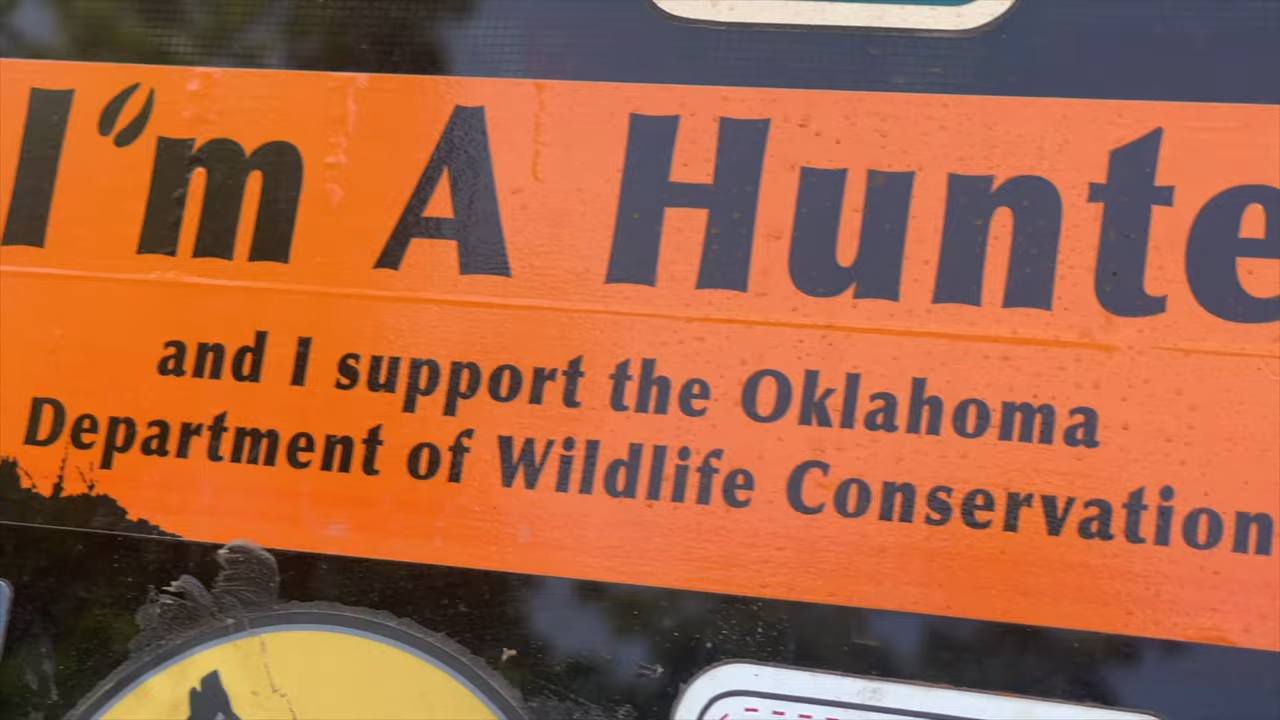 I'm A Hunte
and I support the Oklahoma
Department of Wildlife Conservation